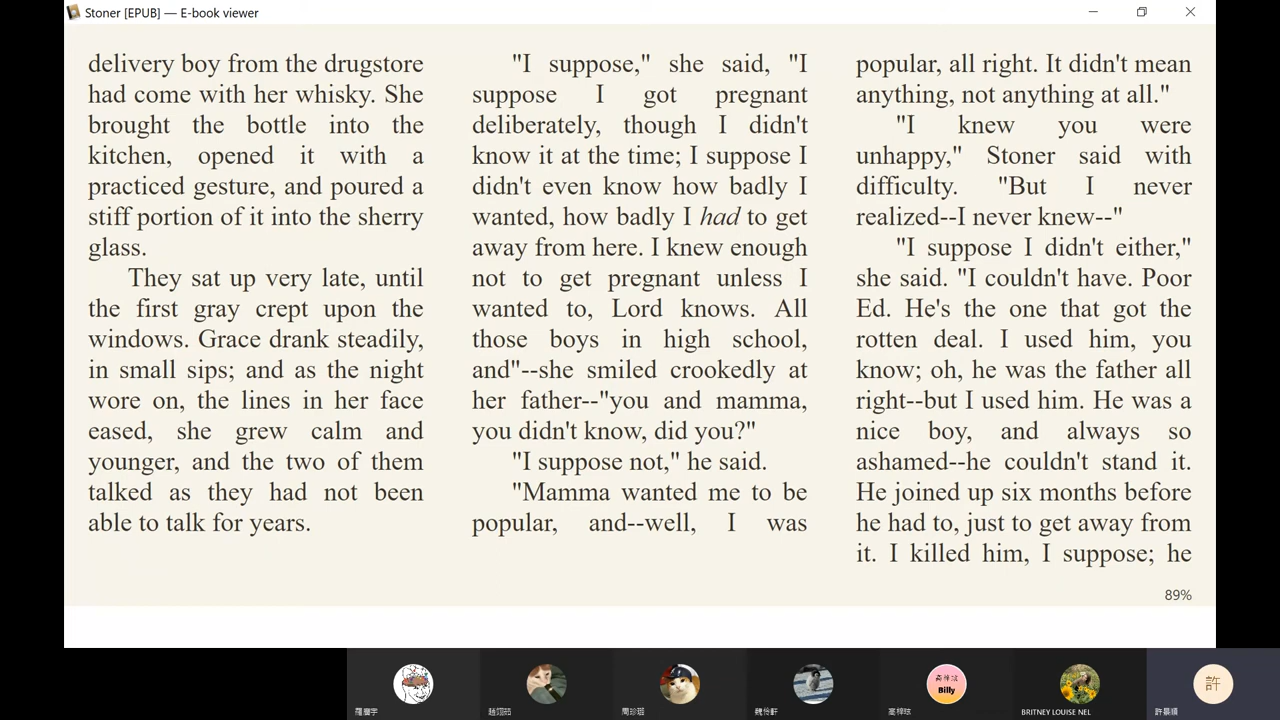 Stoner [EPUB] — E-book viewer
delivery boy from the drugstore
had come with her whisky. She
brought the bottle into the
kitchen, opened it with a
practiced gesture, and poured a
stiff portion of it into the sherry
glass.
They sat up very late, until
the first gray crept upon the
windows. Grace drank steadily,
in small sips; and as the night
wore on, the lines in her face
eased, she grew calm and
younger, and the two of them
talked as they had not been
able to talk for years.
"I suppose," she said, "I
suppose I got pregnant
deliberately, though I didn't
know it at the time; I suppose I
didn't even know how badly I
wanted, how badly I had to get
away from here. I knew enough
not to get pregnant unless I
wanted to, Lord knows. All
those boys in high school,
and"--she smiled crookedly at
her father--"you and mamma,
you didn't know, did you?"
"I suppose not," he said.
"Mamma wanted me to be
popular, and--well, I was
popular, all right. It didn't mean
anything, not anything at all."
"I knew you were
unhappy," Stoner said with
difficulty. "But I never
realized--I never knew--"
"I suppose I didn't either,"
she said. "I couldn't have. Poor
Ed. He's the one that got the
rotten deal. I used him, you
know; oh, he was the father all
right--but I used him. He was a
nice boy, and always so
ashamed--he couldn't stand it.
He joined up six months before
he had to, just to get away from
it. I killed him, I suppose; he
89%
Billy
許
BRITNEY LOUISE NEL